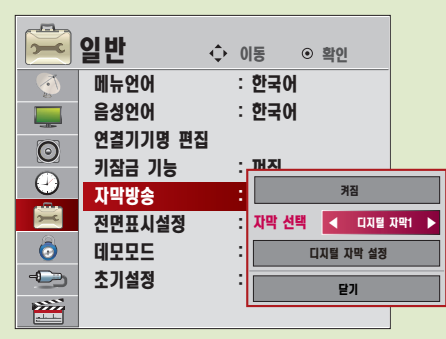 일반 이동 확인
메뉴언어 : 한국어
음성언어 : 한국어
연결기기명 편집
키잠금 기능 :
자막방송 :
전면표시설정 :
데모모드 :
초기설정 :
켜짐
자막 선택 ◀ 디지털 자막1 ▶
디지털 자막 설정
닫기